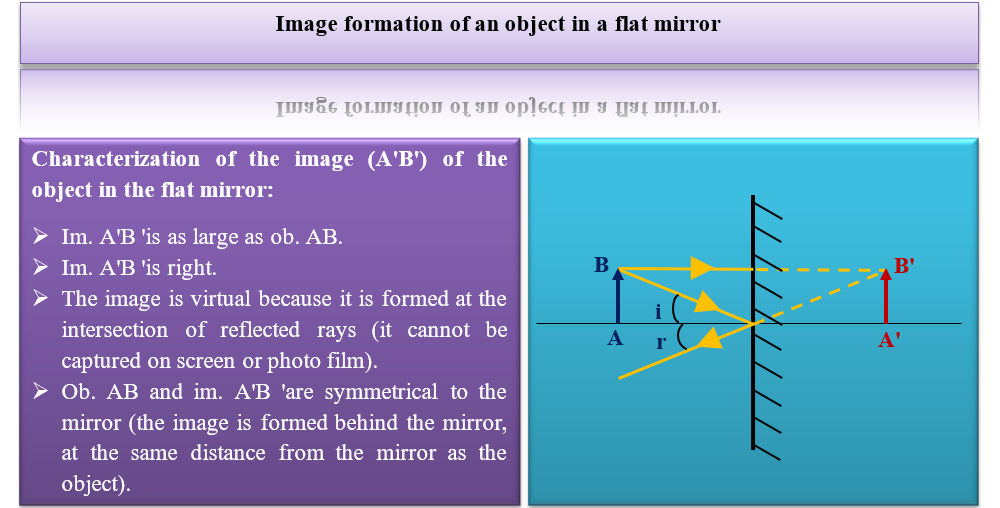 Image formation of an object in a flat mirror
Image formation of an object in a flat mirror
Characterization of the image (A'B') of the
object in the flat mirror:
➢ Im. A'B 'is as large as ob. AB.
➢ Im. A'B 'is right.
➢ The image is virtual because it is formed at the
intersection of reflected rays (it cannot be
captured on screen or photo film).
➢ Ob. AB and im. A'B 'are symmetrical to the
mirror (the image is formed behind the mirror,
at the same distance from the mirror as the
object).
B
B'
i
A
r
A'